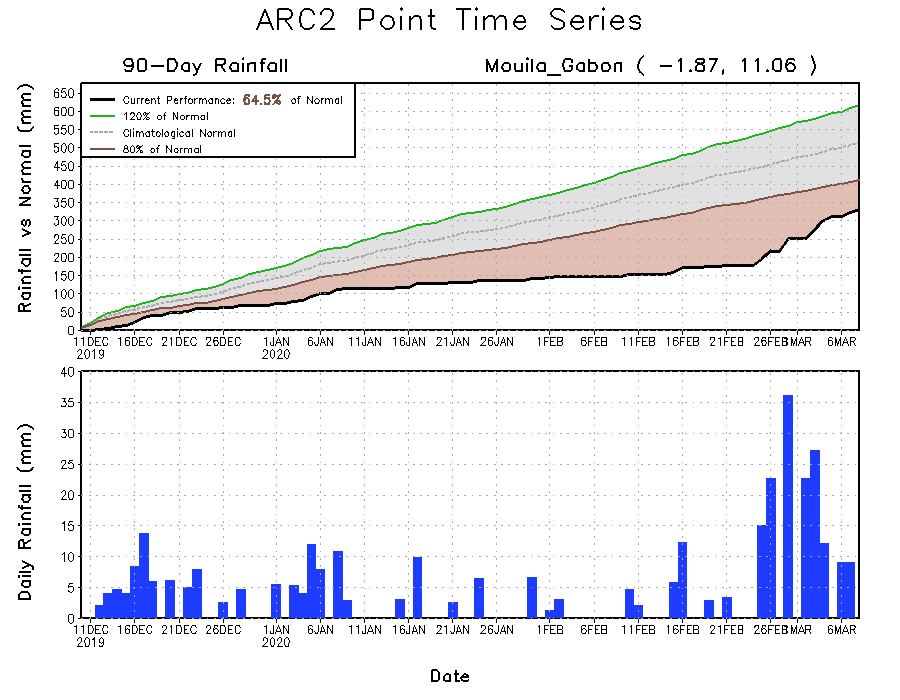 ARC2 Point Time Series
90-Day Rainfall
Mouila_Gabon ( -1.87, 11.06 )
Rainfall vs Normal (mm)
650
600
550
500
450
400
350
300
250
200
150
100
50
0
Current Performance: 64.5% of Normal
120% of Normal
Climatological Normal
80% of Normal
11DEC 16DEC 21DEC 26DEC 1JAN 6JAN 11JAN 16JAN 21JAN 26JAN 1FEB 6FEB 11FEB 16FEB 21FEB 26FEB 1MAR 6MAR
2019 2020
Daily Rainfall (mm)
40
35
30
25
20
15
10
5
0
11DEC 16DEC 21DEC 26DEC 1JAN 6JAN 11JAN 16JAN 21JAN 26JAN 1FEB 6FEB 11FEB 16FEB 21FEB 26FEB 1MAR 6MAR
2019 2020
Date